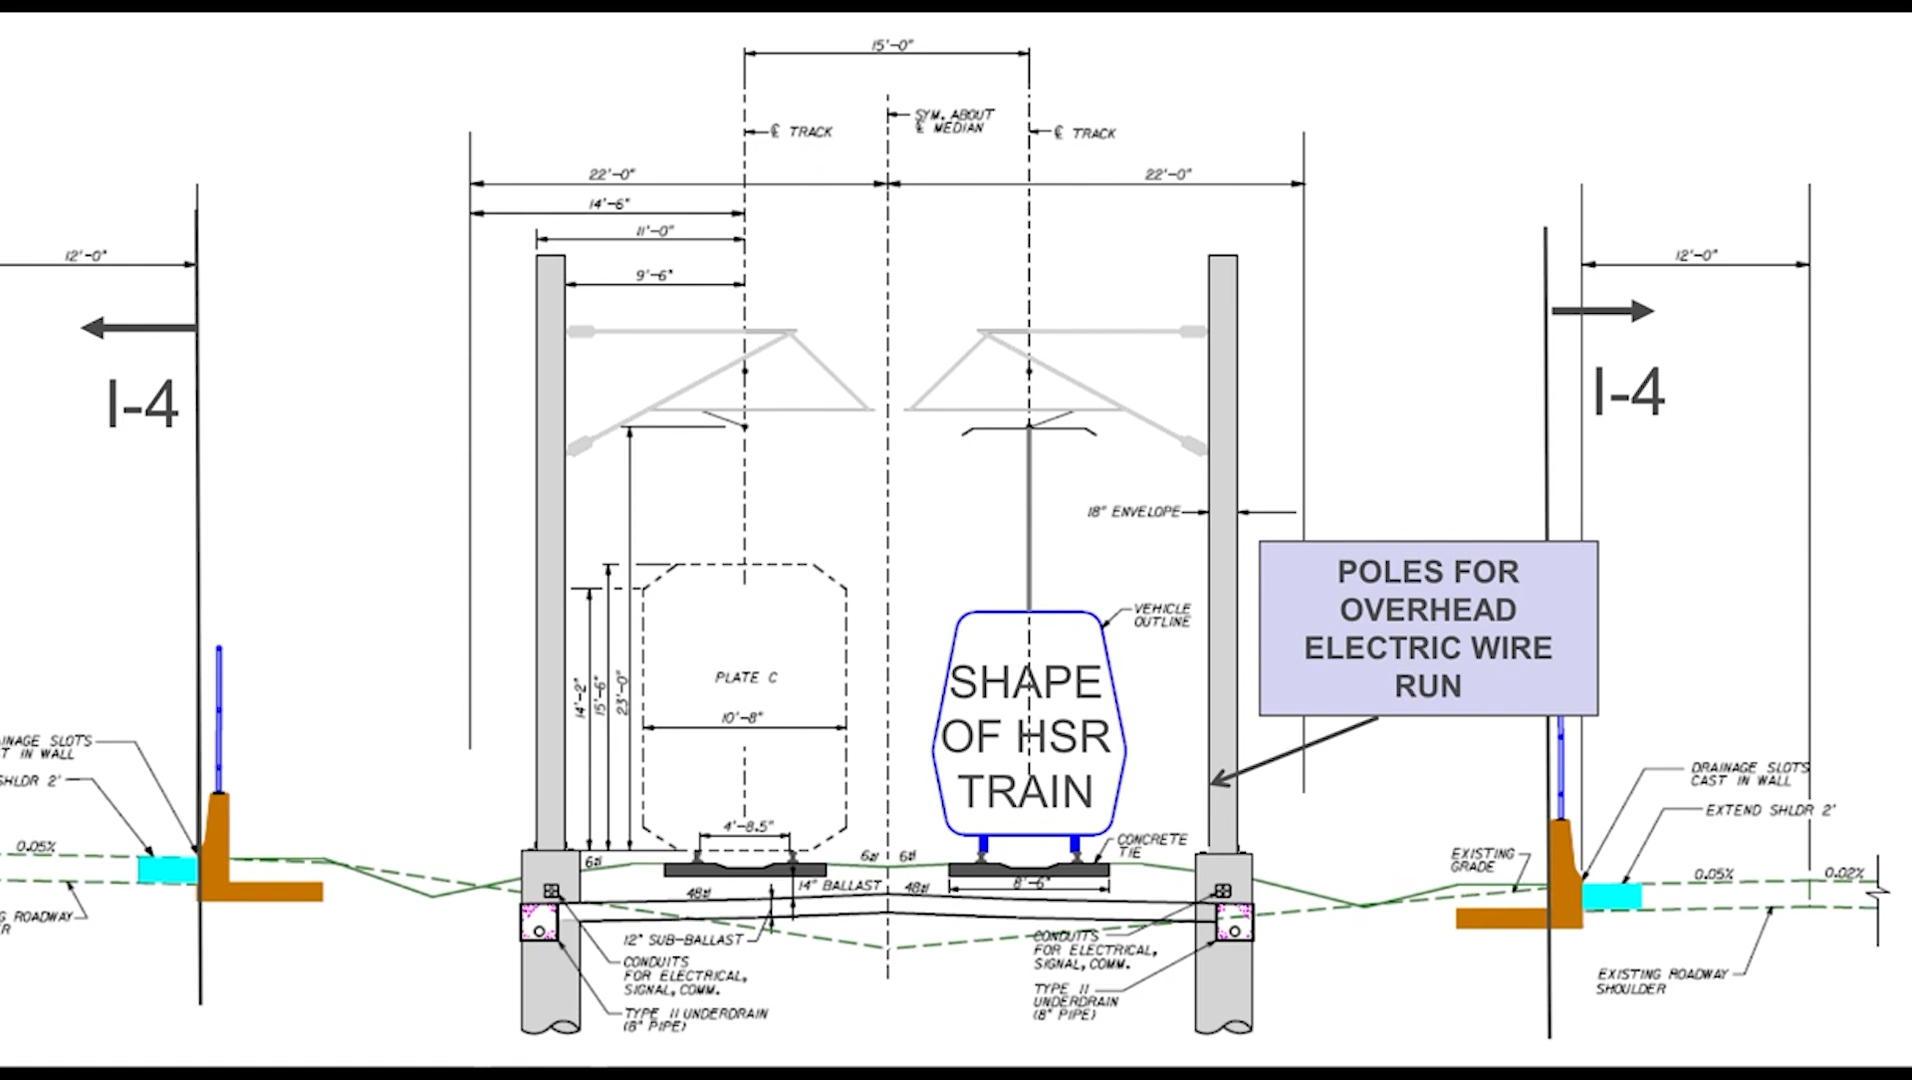 15'-0"
SYM. ABOUT
℄ MEDIAN
℄ TRACK
℄ TRACK
22'-0"
22'-0"
14'-6"
11'-0"
12'-0"
9'-6"
12'-0"
I-4
I-4
18" ENVELOPE
POLES FOR
OVERHEAD
ELECTRIC WIRE
RUN
VEHICLE
OUTLINE
14'-2"
15'-6"
23'-0"
PLATE C
10'-8"
SHAPE
OF HSR
TRAIN
4'-8.5"
CONCRETE
TIE
INAGE SLOTS
T IN WALL
SHLDR 2'
DRAINAGE SLOTS
CAST IN WALL
EXTEND SHLDR 2'
0.05%
EXISTING
GRADE
0.05%
0.02%
6:1
6:1
6:1
14" BALLAST
48:1
48:1
8'-6"
G ROADWAY
R
12" SUB-BALLAST
CONDUITS
FOR ELECTRICAL,
SIGNAL, COMM.
TYPE II UNDERDRAIN
(8" PIPE)
CONDUITS
FOR ELECTRICAL,
SIGNAL, COMM.
TYPE II
UNDERDRAIN
(8" PIPE)
EXISTING ROADWAY
SHOULDER